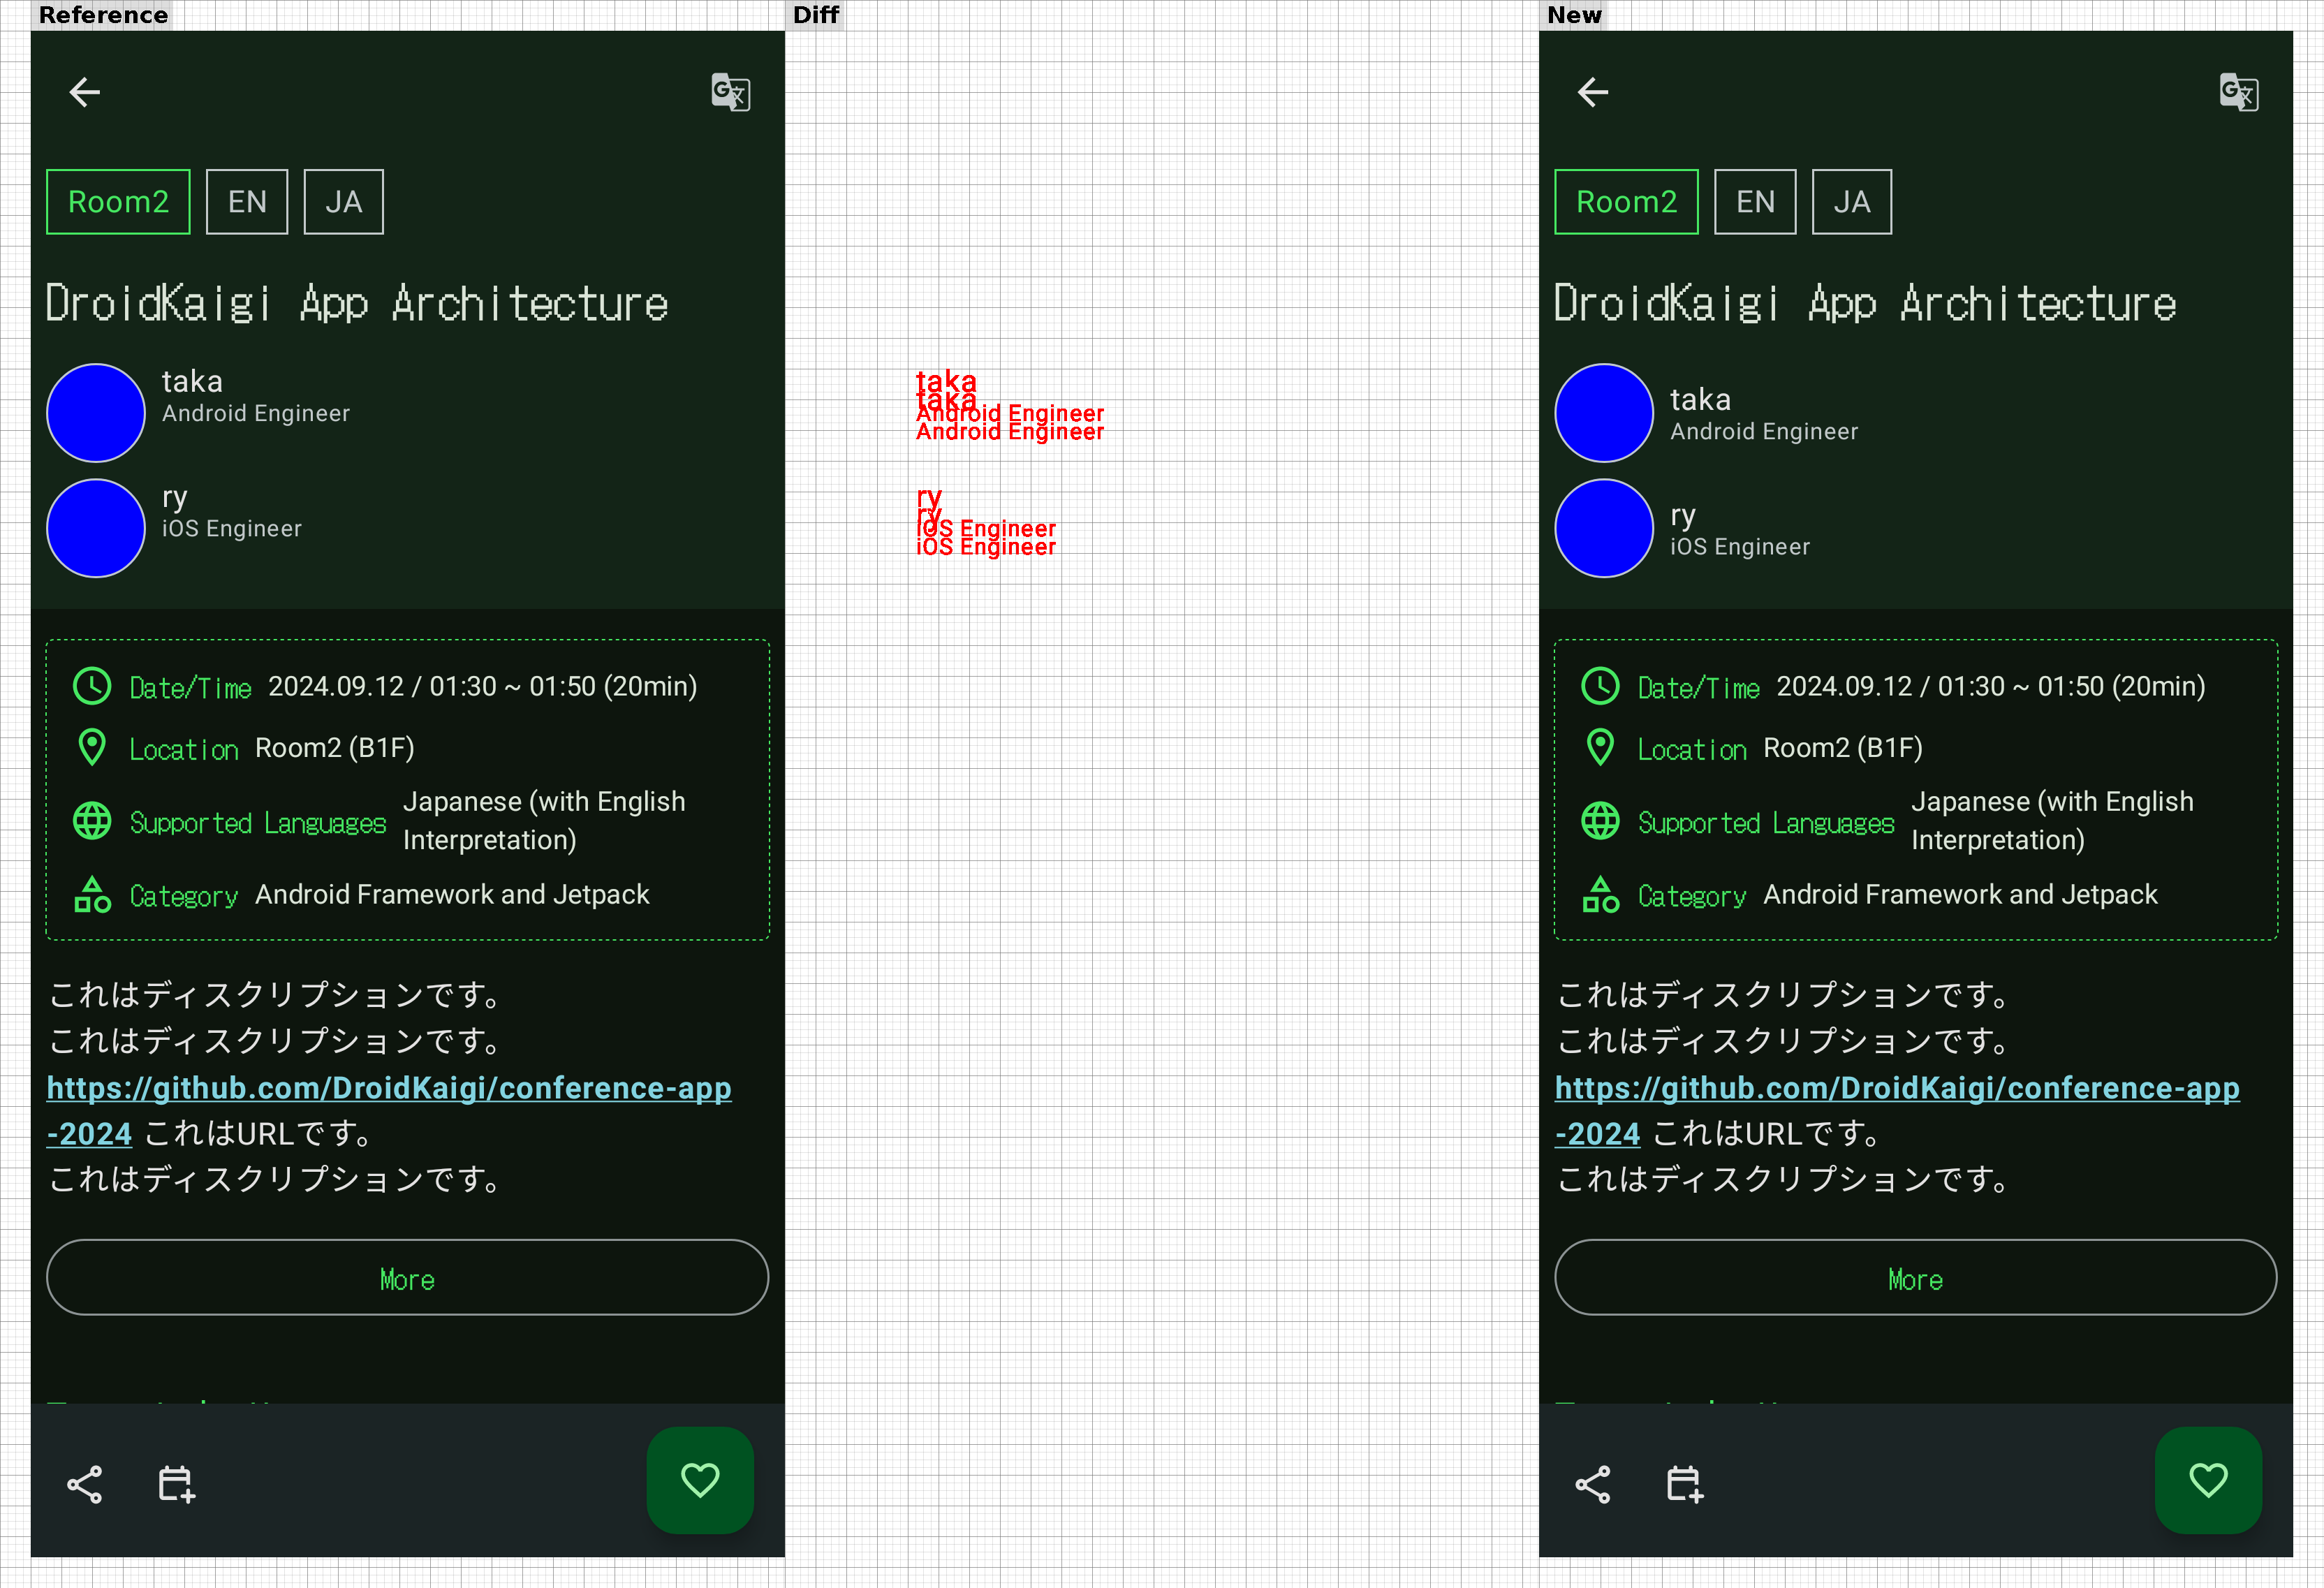 Reference
Room2 EN JA
DroidKaigi App Architecture
taka
Android Engineer
ry
iOS Engineer
Date/Time 2024.09.12 / 01:30 ~ 01:50 (20min)
Location Room2 (B1F)
Supported Languages Japanese (with English
Interpretation)
Category Android Framework and Jetpack
これはディスクリプションです。
これはディスクリプションです。
https://github.com/DroidKaigi/conference-app
-2024 これはURLです。
これはディスクリプションです。
More
Diff
taka
taka
Android Engineer
Android Engineer
ry
ry
iOS Engineer
iOS Engineer
New
Room2 EN JA
DroidKaigi App Architecture
taka
Android Engineer
ry
iOS Engineer
Date/Time 2024.09.12 / 01:30 ~ 01:50 (20min)
Location Room2 (B1F)
Supported Languages Japanese (with English
Interpretation)
Category Android Framework and Jetpack
これはディスクリプションです。
これはディスクリプションです。
https://github.com/DroidKaigi/conference-app
-2024 これはURLです。
これはディスクリプションです。
More